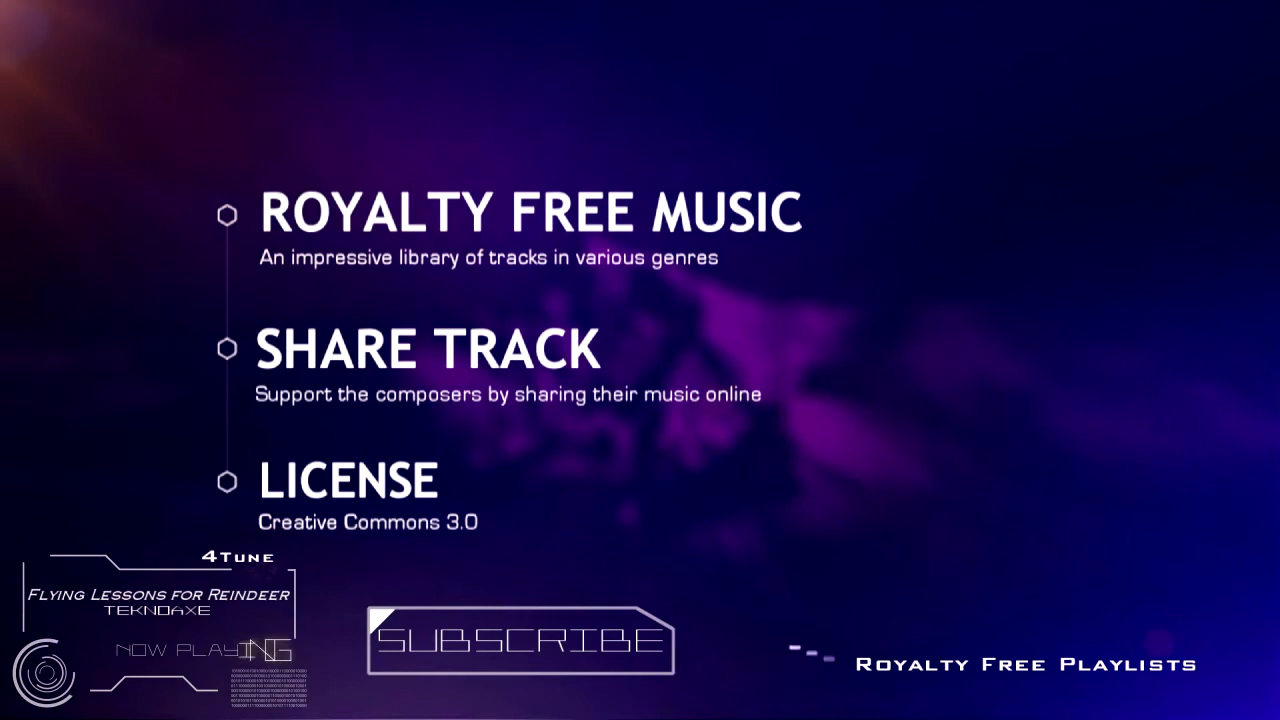 ROYALTY FREE MUSIC
An impressive library of tracks in various genres
SHARE TRACK
Support the composers by sharing their music online
LICENSE
Creative Commons 3.0
4Tune
Flying Lessons for Reindeer
TEKNOAXE
NOW PLAYING
SUBSCRIBE
Royalty Free Playlists